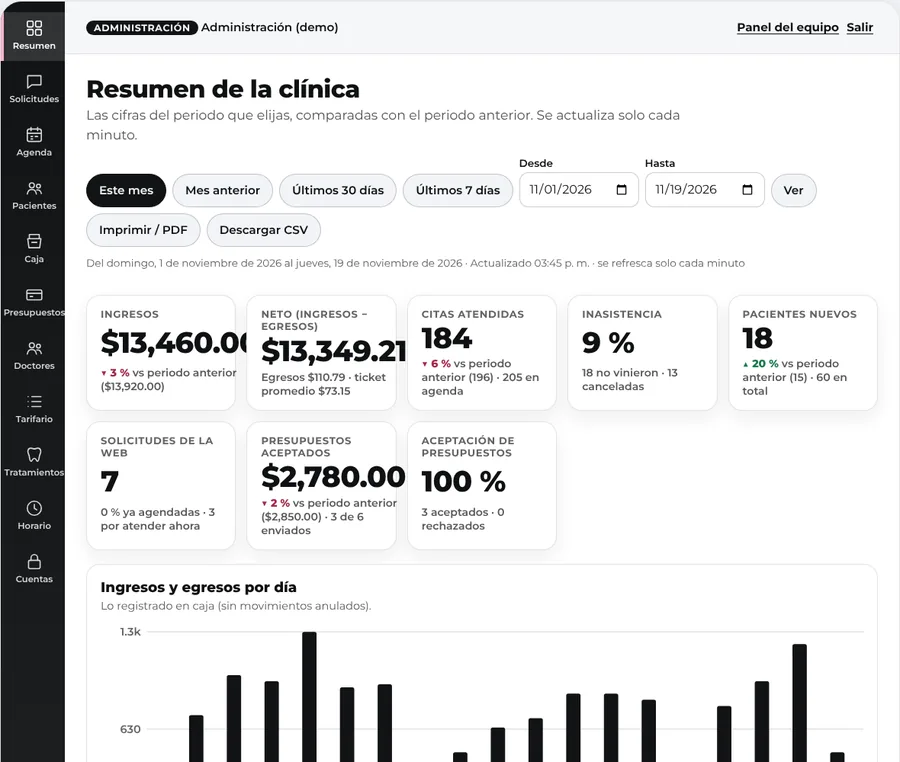 ADMINISTRACIÓN Administración (demo)
Panel del equipo Salir
Resumen
Solicitudes
Agenda
Pacientes
Caja
Presupuestos
Doctores
Tarifario
Tratamientos
Horario
Cuentas
Resumen de la clínica
Las cifras del periodo que elijas, comparadas con el periodo anterior. Se actualiza solo cada
minuto.
Desde Hasta
Este mes Mes anterior Últimos 30 días Últimos 7 días 11/01/2026 11/19/2026 Ver
Imprimir / PDF Descargar CSV
Del domingo, 1 de noviembre de 2026 al jueves, 19 de noviembre de 2026 · Actualizado 03:45 p. m. · se refresca solo cada minuto
INGRESOS
$13,460.00
▼ 3 % vs periodo anterior
($13,920.00)
NETO (INGRESOS −
EGRESOS)
$13,349.21
Egresos $110.79 · ticket
promedio $73.15
CITAS ATENDIDAS
184
▼ 6 % vs periodo
anterior (196) · 205 en
agenda
INASISTENCIA
9 %
18 no vinieron · 13
canceladas
PACIENTES NUEVOS
18
▲ 20 % vs periodo
anterior (15) · 60 en
total
SOLICITUDES DE LA
WEB
7
0 % ya agendadas · 3
por atender ahora
PRESUPUESTOS
ACEPTADOS
$2,780.00
▼ 2 % vs periodo anterior
($2,850.00) · 3 de 6
enviados
ACEPTACIÓN DE
PRESUPUESTOS
100 %
3 aceptados · 0
rechazados
Ingresos y egresos por día
Lo registrado en caja (sin movimientos anulados).
1.3k
630